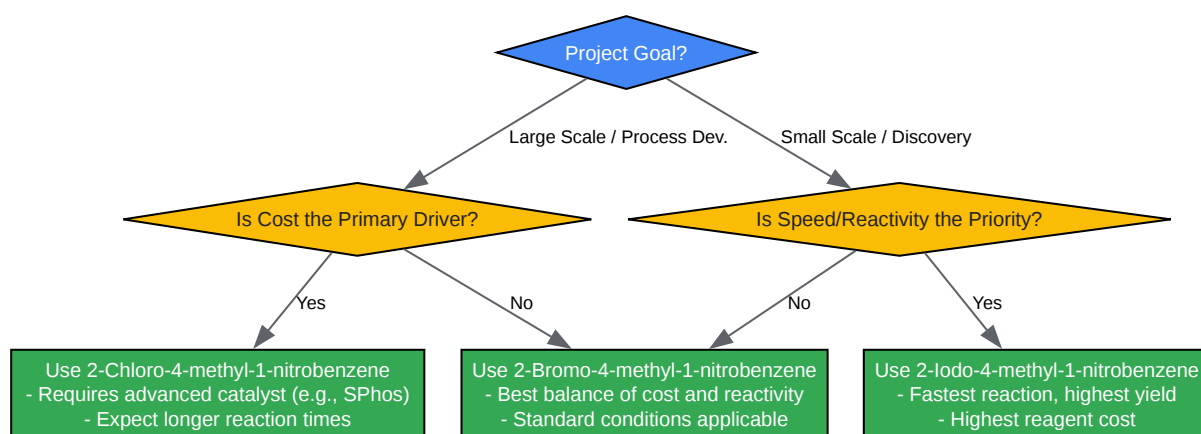 Project Goal?
Large Scale / Process Dev.
Small Scale / Discovery
Is Cost the Primary Driver?
Is Speed/Reactivity the Priority?
Yes
No
No
Yes
Use 2-Chloro-4-methyl-1-nitrobenzene
- Requires advanced catalyst (e.g., SPhos)
- Expect longer reaction times
Use 2-Bromo-4-methyl-1-nitrobenzene
- Best balance of cost and reactivity
- Standard conditions applicable
Use 2-Iodo-4-methyl-1-nitrobenzene
- Fastest reaction, highest yield
- Highest reagent cost